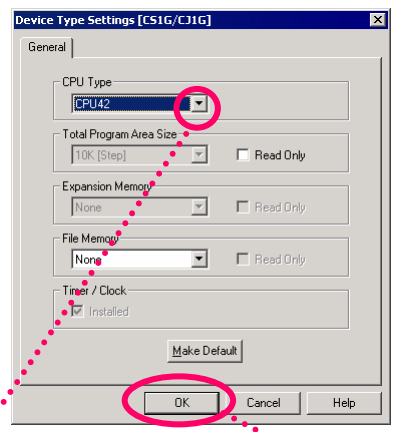 Device Type Settings [CS1G/CJ1G]
General
CPU Type
CPU42
Total Program Area Size
10K [Step]
Read Only
Expansion Memory
None
Read Only
File Memory
None
Read Only
Timer / Clock
Installed
Make Default
OK
Cancel
Help